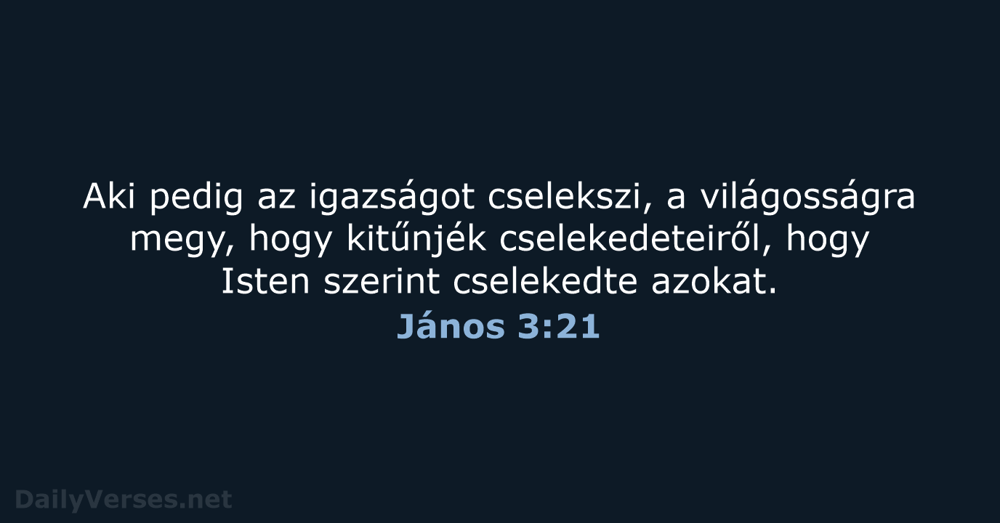 Aki pedig az igazságot cselekszi, a világosságra
megy, hogy kitűnjék cselekedeteiről, hogy
Isten szerint cselekedte azokat.
János 3:21
DailyVerses.net